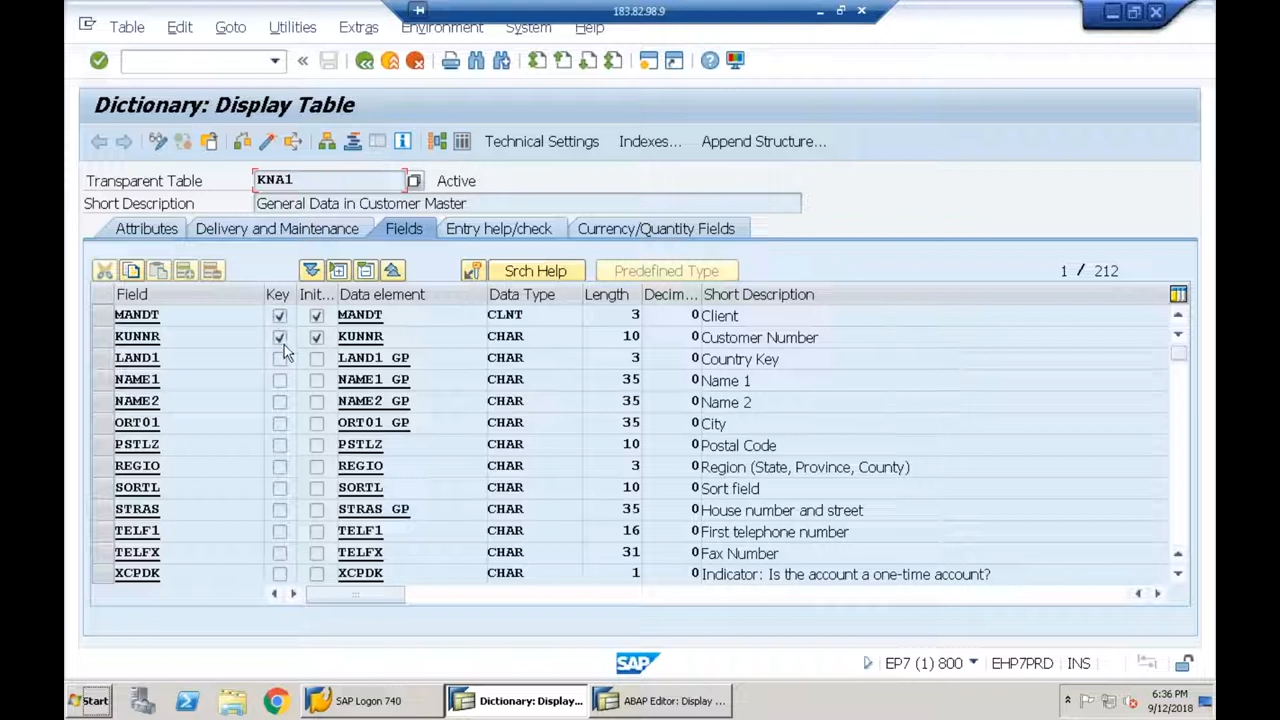 183.82.98.9
Table Edit Goto Utilities Extras Environment System Help
Dictionary: Display Table
Technical Settings Indexes... Append Structure...
Transparent Table KNA1 Active
Short Description General Data in Customer Master
Attributes Delivery and Maintenance Fields Entry help/check Currency/Quantity Fields
Srch Help Predefined Type 1 / 212
Field Key Init... Data element Data Type Length Decim... Short Description
MANDT MANDT CLNT 3 0 Client
KUNNR KUNNR CHAR 10 0 Customer Number
LAND1 LAND1_GP CHAR 3 0 Country Key
NAME1 NAME1_GP CHAR 35 0 Name 1
NAME2 NAME2_GP CHAR 35 0 Name 2
ORT01 ORT01_GP CHAR 35 0 City
PSTLZ PSTLZ CHAR 10 0 Postal Code
REGIO REGIO CHAR 3 0 Region (State, Province, County)
SORTL SORTL CHAR 10 0 Sort field
STRAS STRAS_GP CHAR 35 0 House number and street
TELF1 TELF1 CHAR 16 0 First telephone number
TELFX TELFX CHAR 31 0 Fax Number
XCPDK XCPDK CHAR 1 0 Indicator: Is the account a one-time account?
SAP EP7 (1) 800 EHP7PRD INS
Start SAP Logon 740 Dictionary: Display... ABAP Editor: Display ... 6:36 PM
9/12/2018